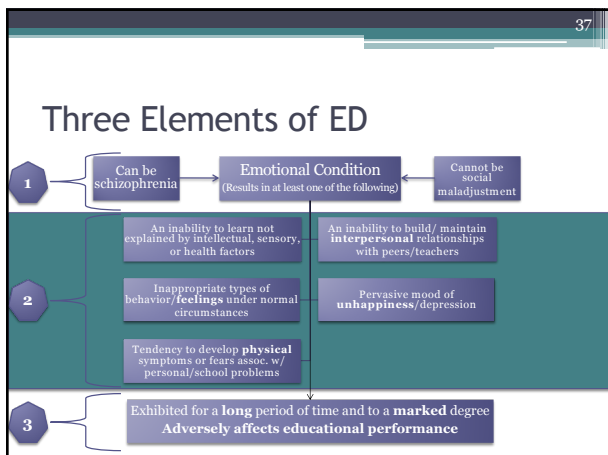 37
Three Elements of ED
1
Can be
schizophrenia
Emotional Condition
(Results in at least one of the following)
Cannot be
social
maladjustment
2
An inability to learn not
explained by intellectual, sensory,
or health factors
An inability to build/ maintain
interpersonal relationships
with peers/teachers
Inappropriate types of
behavior/feelings under normal
circumstances
Pervasive mood of
unhappiness/depression
Tendency to develop physical
symptoms or fears assoc. w/
personal/school problems
3
Exhibited for a long period of time and to a marked degree
Adversely affects educational performance